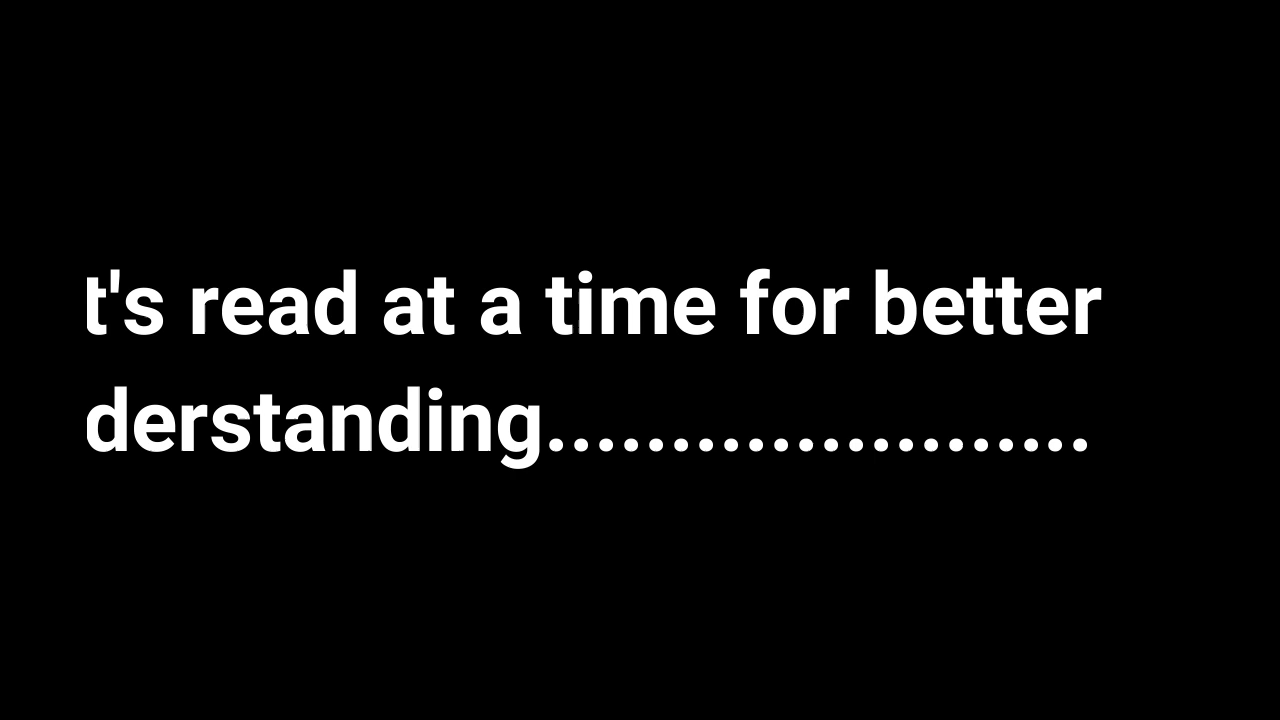 t's read at a time for better
derstanding......................